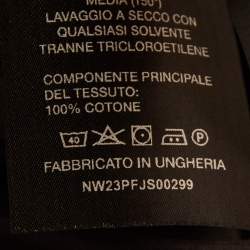 MEDIA (150°)
LAVAGGIO A SECCO CON
QUALSIASI SOLVENTE
TRANNE TRICLOROETILENE
COMPONENTE PRINCIPALE
DEL TESSUTO:
100% COTONE
40 P
FABBRICATO IN UNGHERIA
NW23PFJS00299